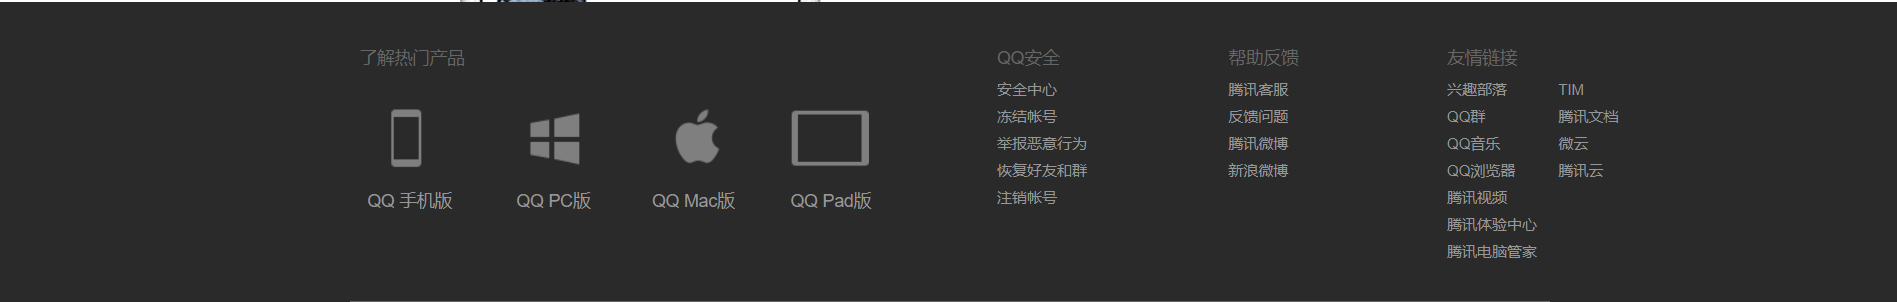 了解热门产品
QQ 手机版
QQ PC版
QQ Mac版
QQ Pad版
QQ安全
安全中心
冻结帐号
举报恶意行为
恢复好友和群
注销帐号
帮助反馈
腾讯客服
反馈问题
腾讯微博
新浪微博
友情链接
兴趣部落
QQ群
QQ音乐
QQ浏览器
腾讯视频
腾讯体验中心
腾讯电脑管家
TIM
腾讯文档
微云
腾讯云